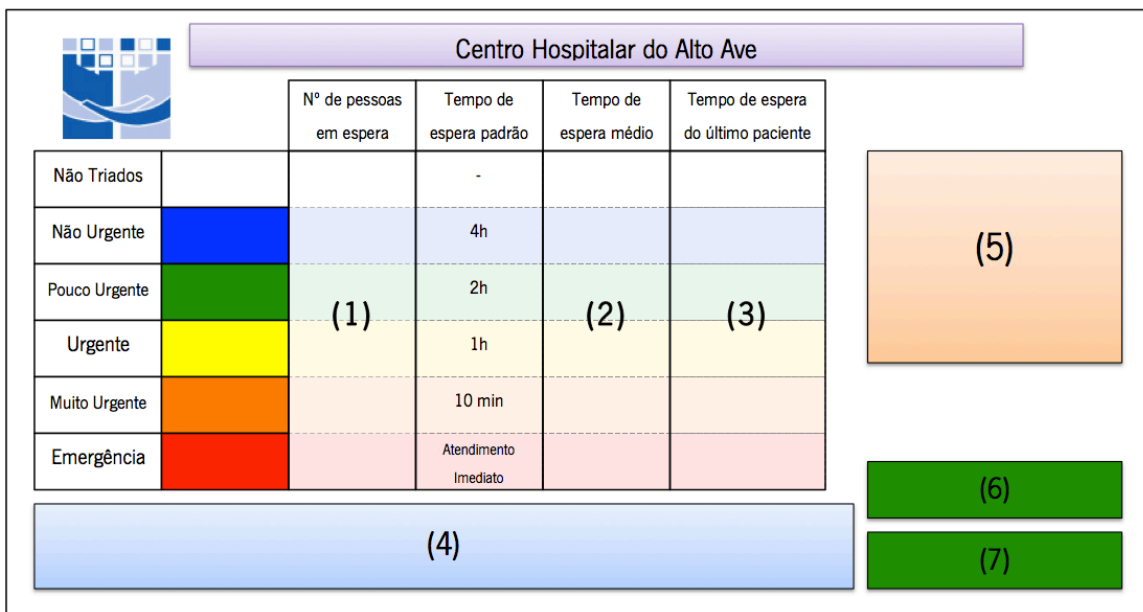 Centro Hospitalar do Alto Ave
Nº de pessoas em espera
Tempo de espera padrão
Tempo de espera médio
Tempo de espera do último paciente
Não Triados
-
Não Urgente
4h
Pouco Urgente
2h
(1)
(2)
(3)
Urgente
1h
Muito Urgente
10 min
Emergência
Atendimento
Imediato
(4)
(5)
(6)
(7)